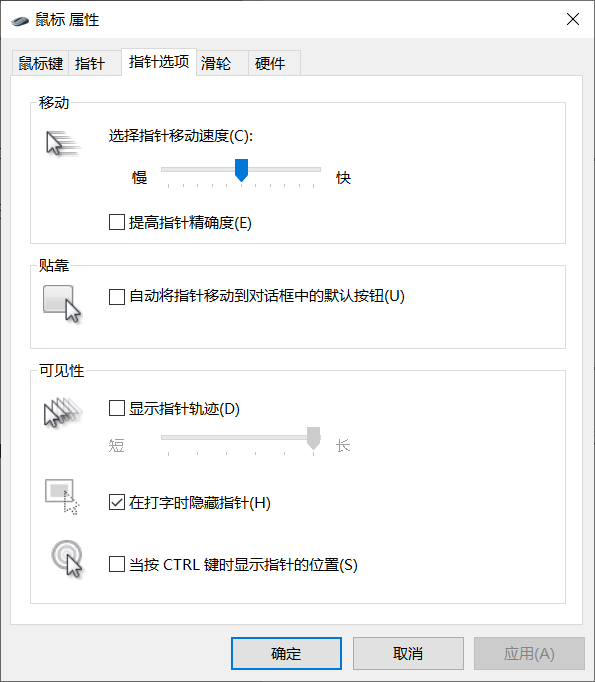 鼠标 属性
鼠标键 指针 指针选项 滑轮 硬件
移动
选择指针移动速度(C):
慢 快
提高指针精确度(E)
贴靠
自动将指针移动到对话框中的默认按钮(U)
可见性
显示指针轨迹(D)
短 长
在打字时隐藏指针(H)
当按 CTRL 键时显示指针的位置(S)
确定 取消 应用(A)